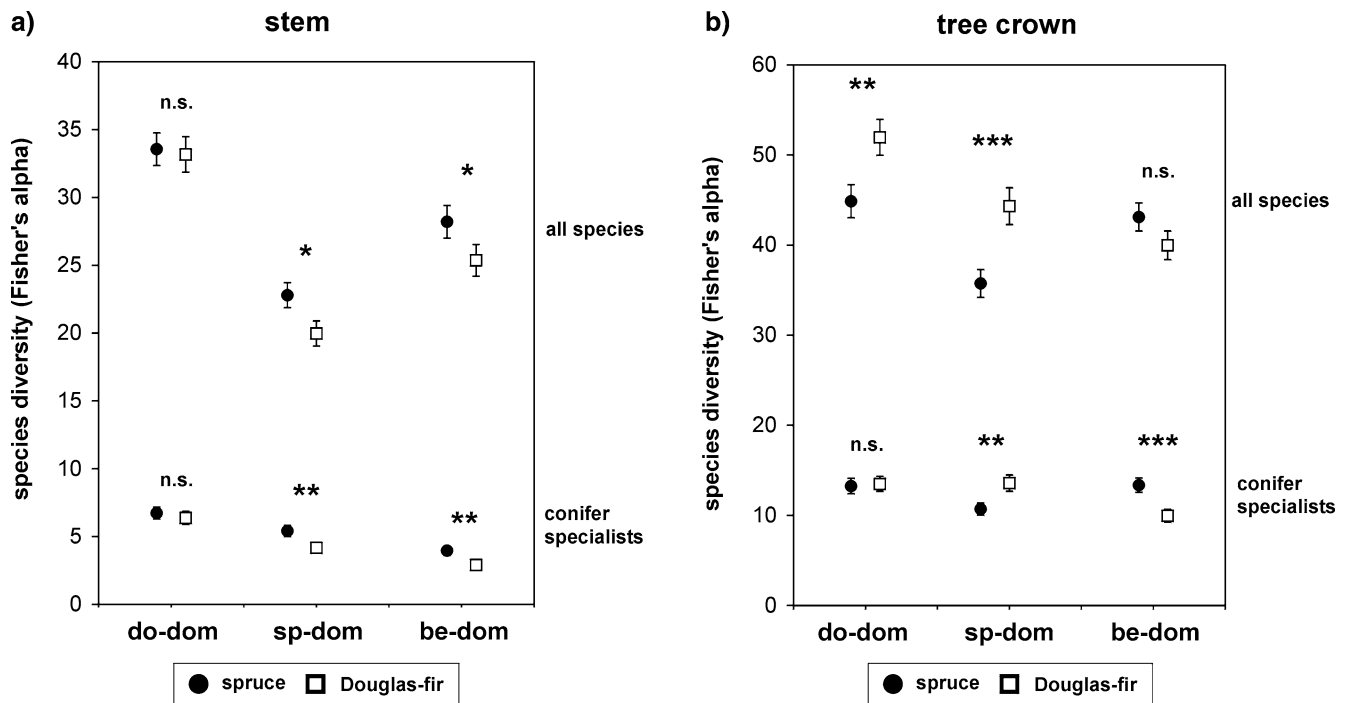 a)
stem
species diversity (Fisher's alpha)
40
35
30
25
20
15
10
5
0
n.s.
*
*
all species
n.s.
**
**
conifer
specialists
do-dom
sp-dom
be-dom
spruce
Douglas-fir
b)
tree crown
species diversity (Fisher's alpha)
60
50
40
30
20
10
0
**
***
n.s.
all species
n.s.
**
***
conifer
specialists
do-dom
sp-dom
be-dom
spruce
Douglas-fir